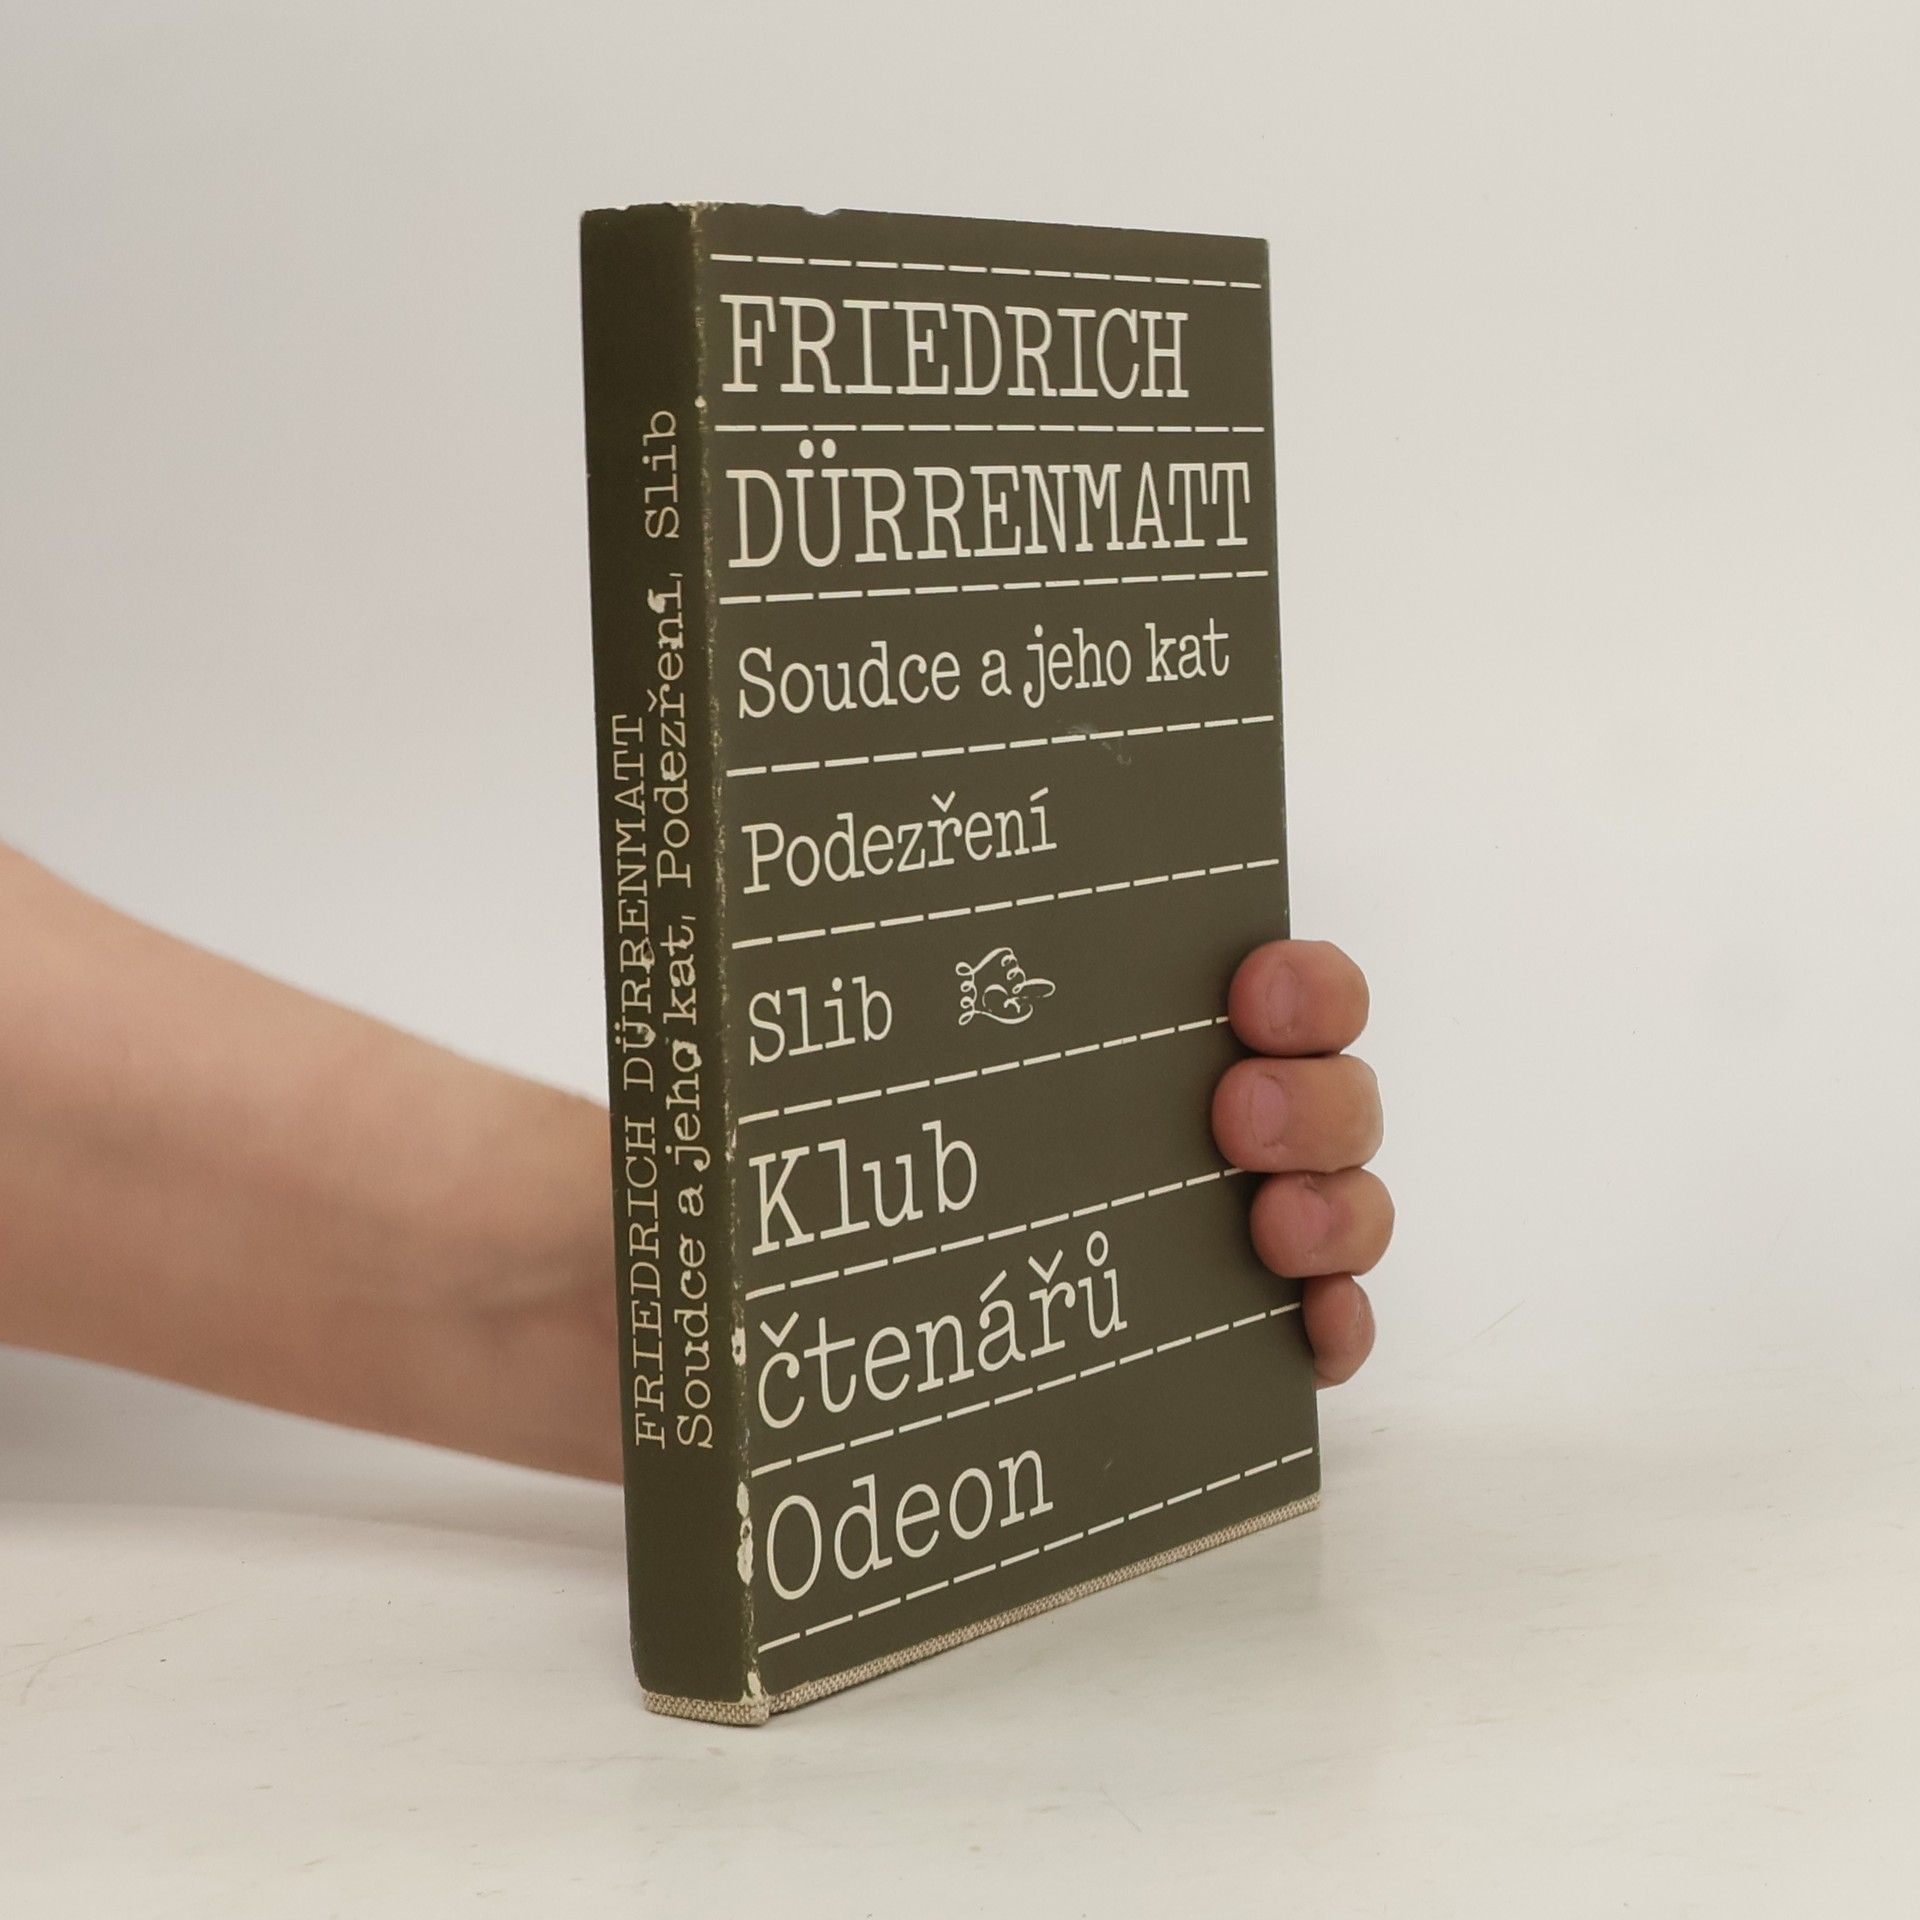 FRIEDRICH DÜRRENMATT
Soudce a jeho kat, Podezření, Slib
FRIEDRICH
DÜRRENMATT
Soudce a jeho kat
Podezření
Slib
Klub
čtenářů
Odeon